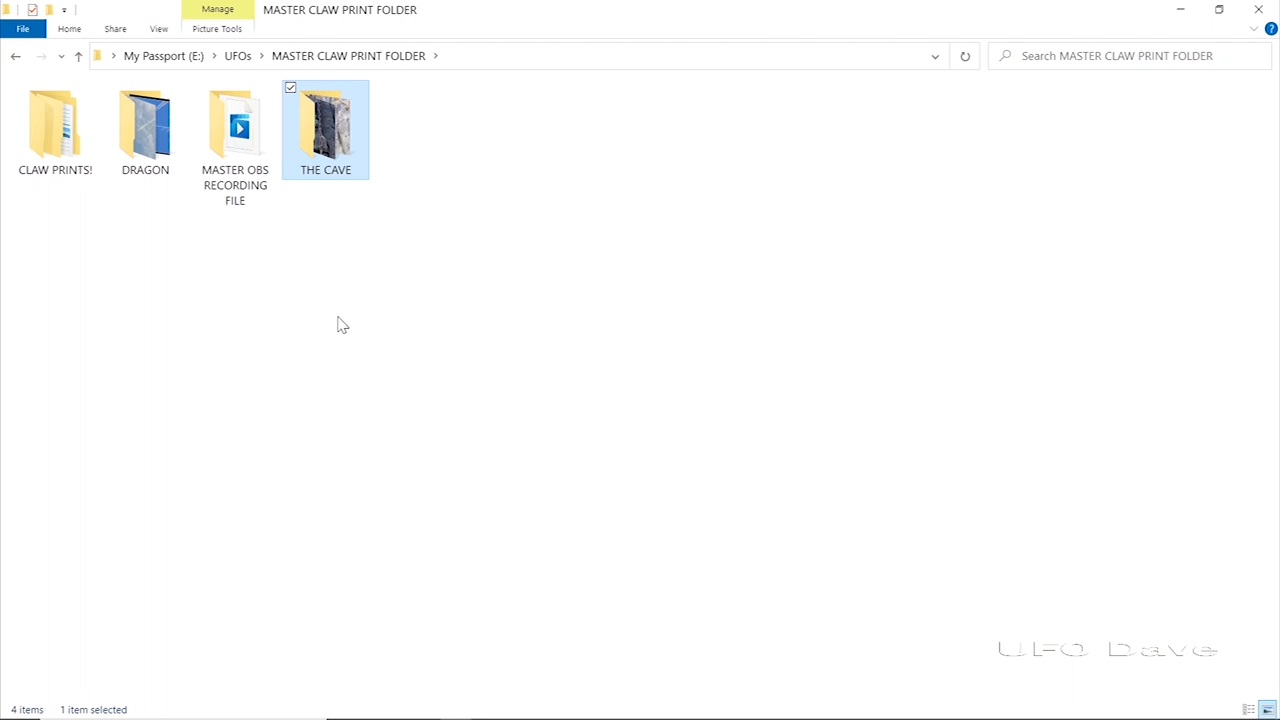 Manage
MASTER CLAW PRINT FOLDER
File
Home
Share
View
Picture Tools
My Passport (E:)
UFOs
MASTER CLAW PRINT FOLDER
Search MASTER CLAW PRINT FOLDER
CLAW PRINTS!
DRAGON
MASTER OBS
RECORDING
FILE
THE CAVE
UFO Dave
4 items
1 item selected